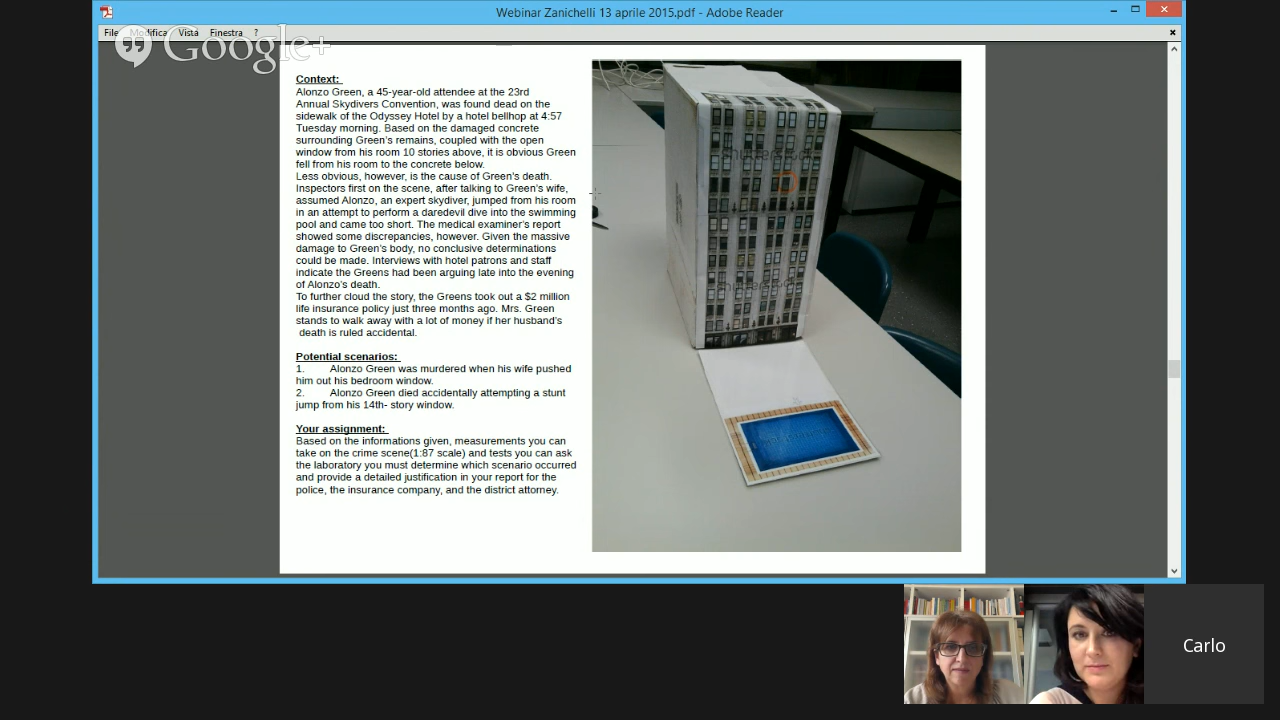 Webinar Zanichelli 13 aprile 2015.pdf - Adobe Reader
File Modifica Vista Finestra ?
Google+
Context:
Alonzo Green, a 45-year-old attendee at the 23rd
Annual Skydivers Convention, was found dead on the
sidewalk of the Odyssey Hotel by a hotel bellhop at 4:57
Tuesday morning. Based on the damaged concrete
surrounding Green's remains, coupled with the open
window from his room 10 stories above, it is obvious Green
fell from his room to the concrete below.
Less obvious, however, is the cause of Green's death.
Inspectors first on the scene, after talking to Green's wife,
assumed Alonzo, an expert skydiver, jumped from his room
in an attempt to perform a daredevil dive into the swimming
pool and came too short. The medical examiner's report
showed some discrepancies, however. Given the massive
damage to Green's body, no conclusive determinations
could be made. Interviews with hotel patrons and staff
indicate the Greens had been arguing late into the evening
of Alonzo's death.
To further cloud the story, the Greens took out a $2 million
life insurance policy just three months ago. Mrs. Green
stands to walk away with a lot of money if her husband's
death is ruled accidental.
Potential scenarios:
1. Alonzo Green was murdered when his wife pushed
him out his bedroom window.
2. Alonzo Green died accidentally attempting a stunt
jump from his 14th- story window.
Your assignment:
Based on the informations given, measurements you can
take on the crime scene(1:87 scale) and tests you can ask
the laboratory you must determine which scenario occurred
and provide a detailed justification in your report for the
police, the insurance company, and the district attorney.
Carlo